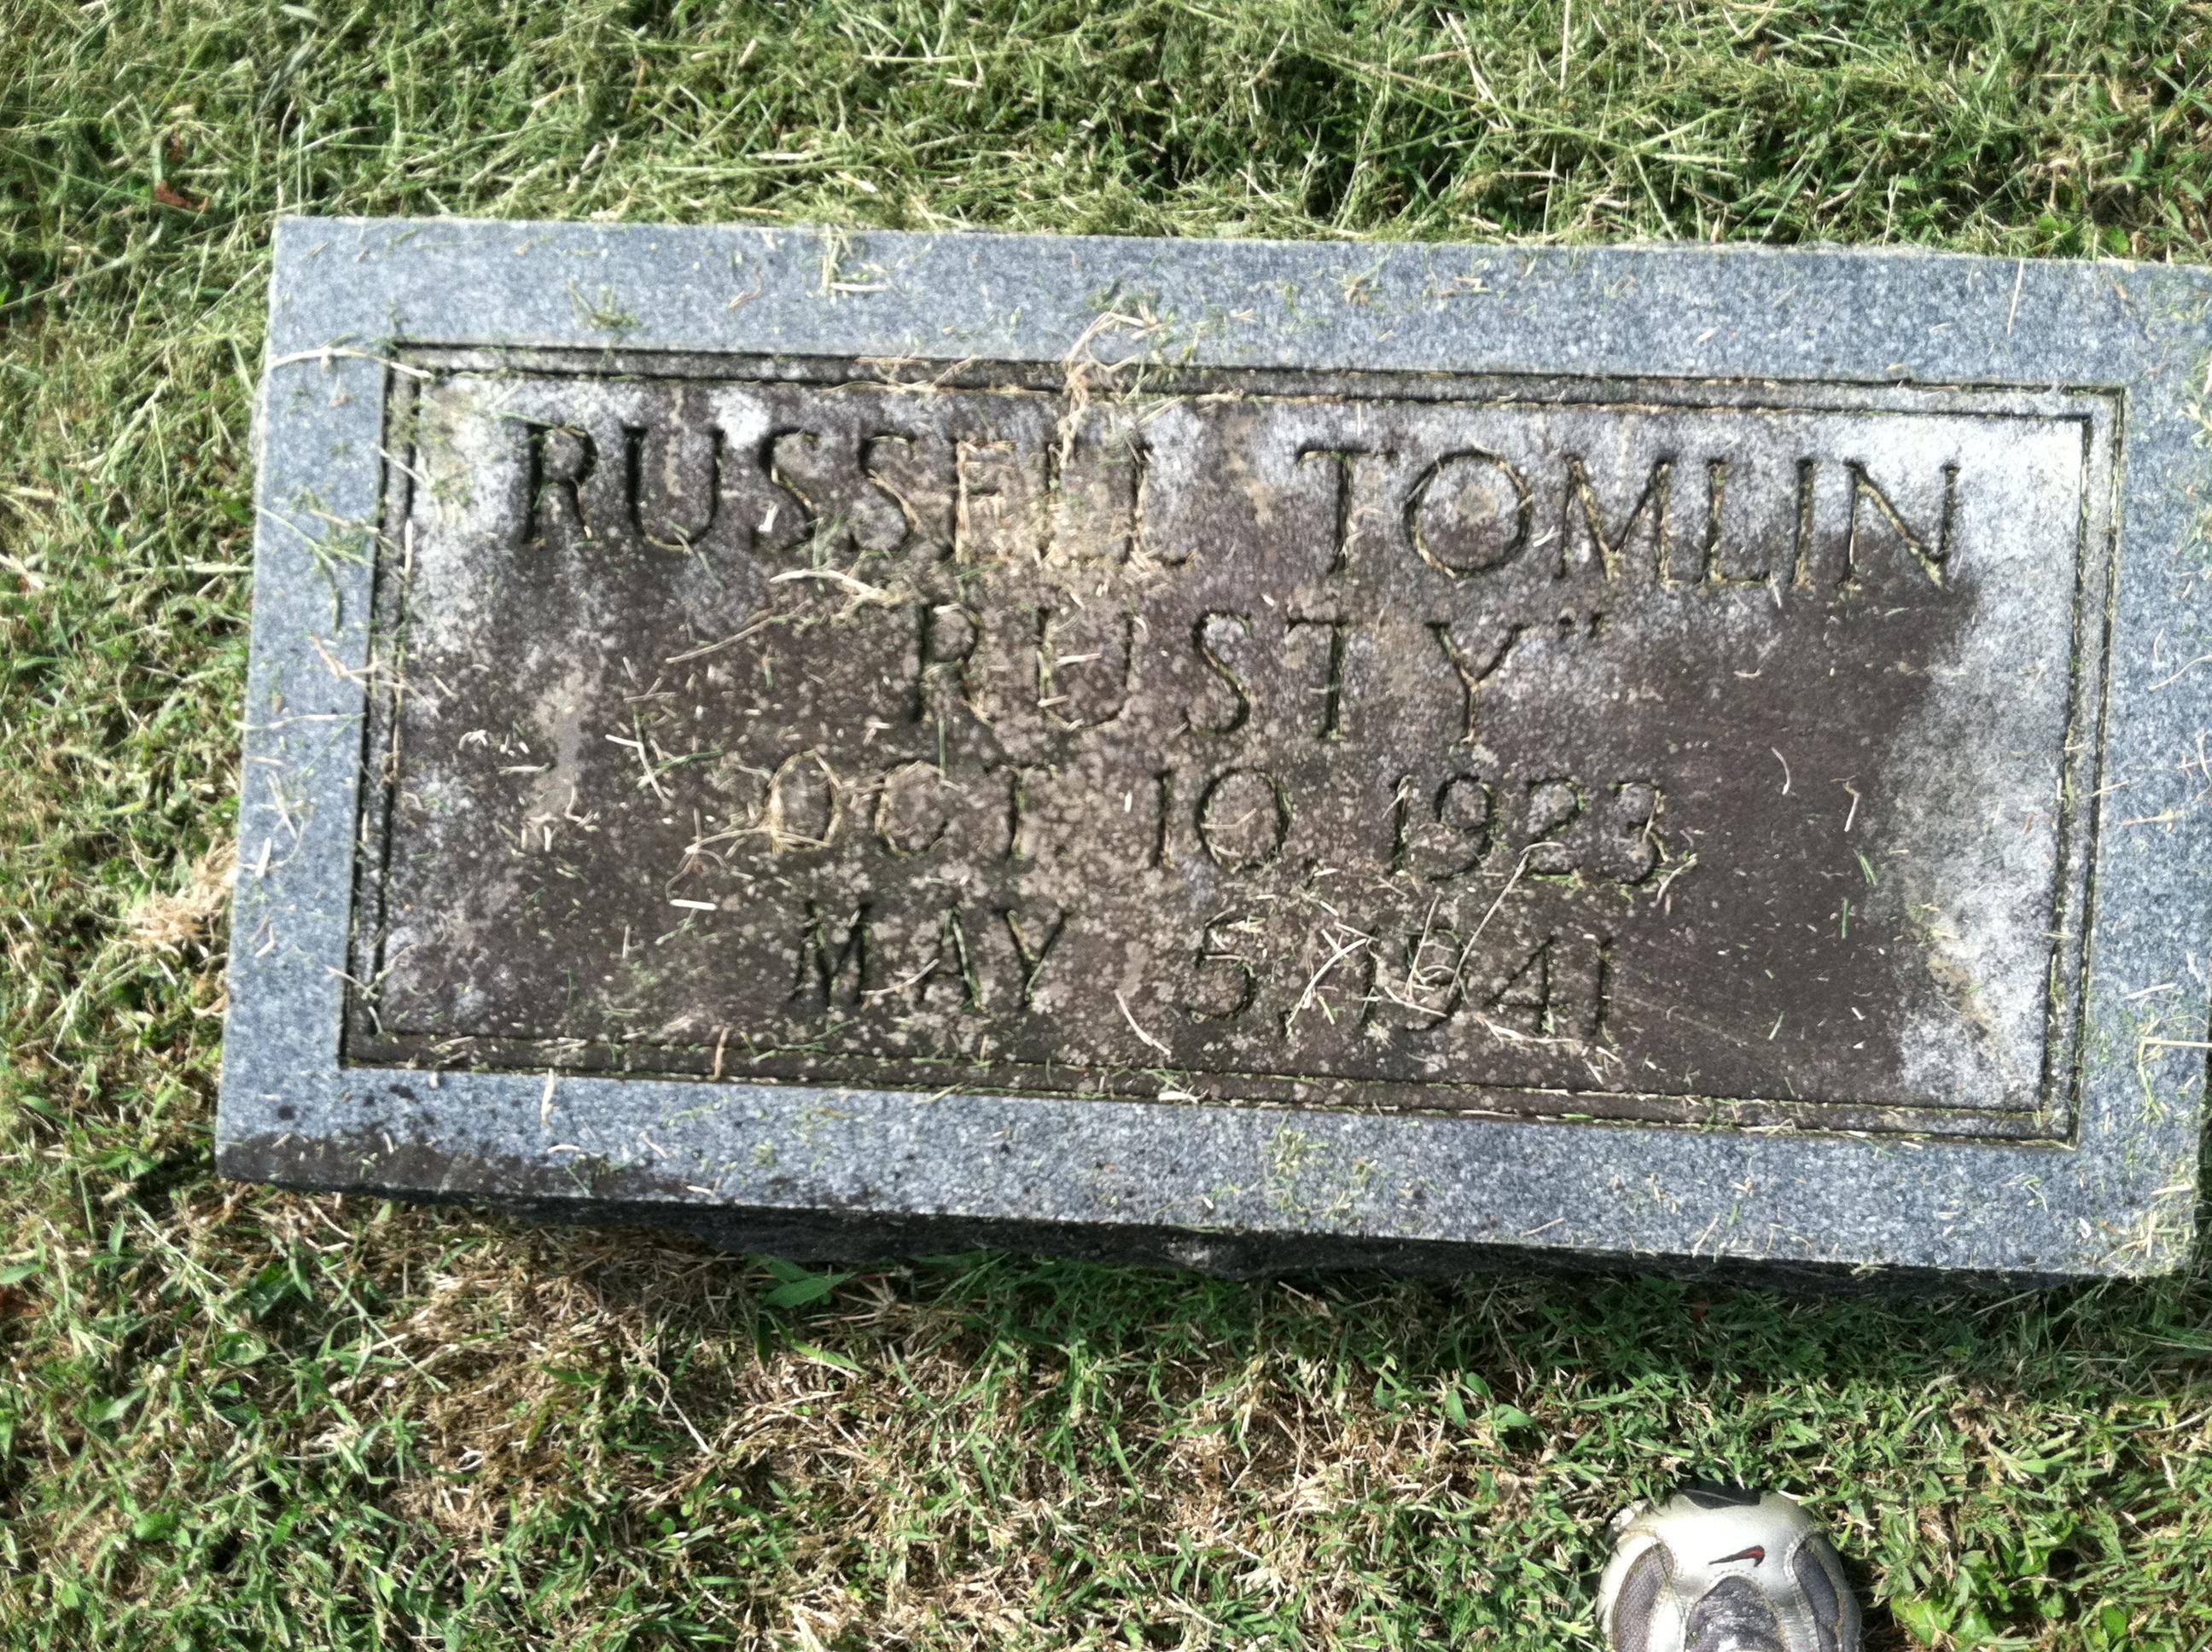 RUSSELL TOMLIN
"RUSTY"
OCT 10, 1923
MAY 5, 1941